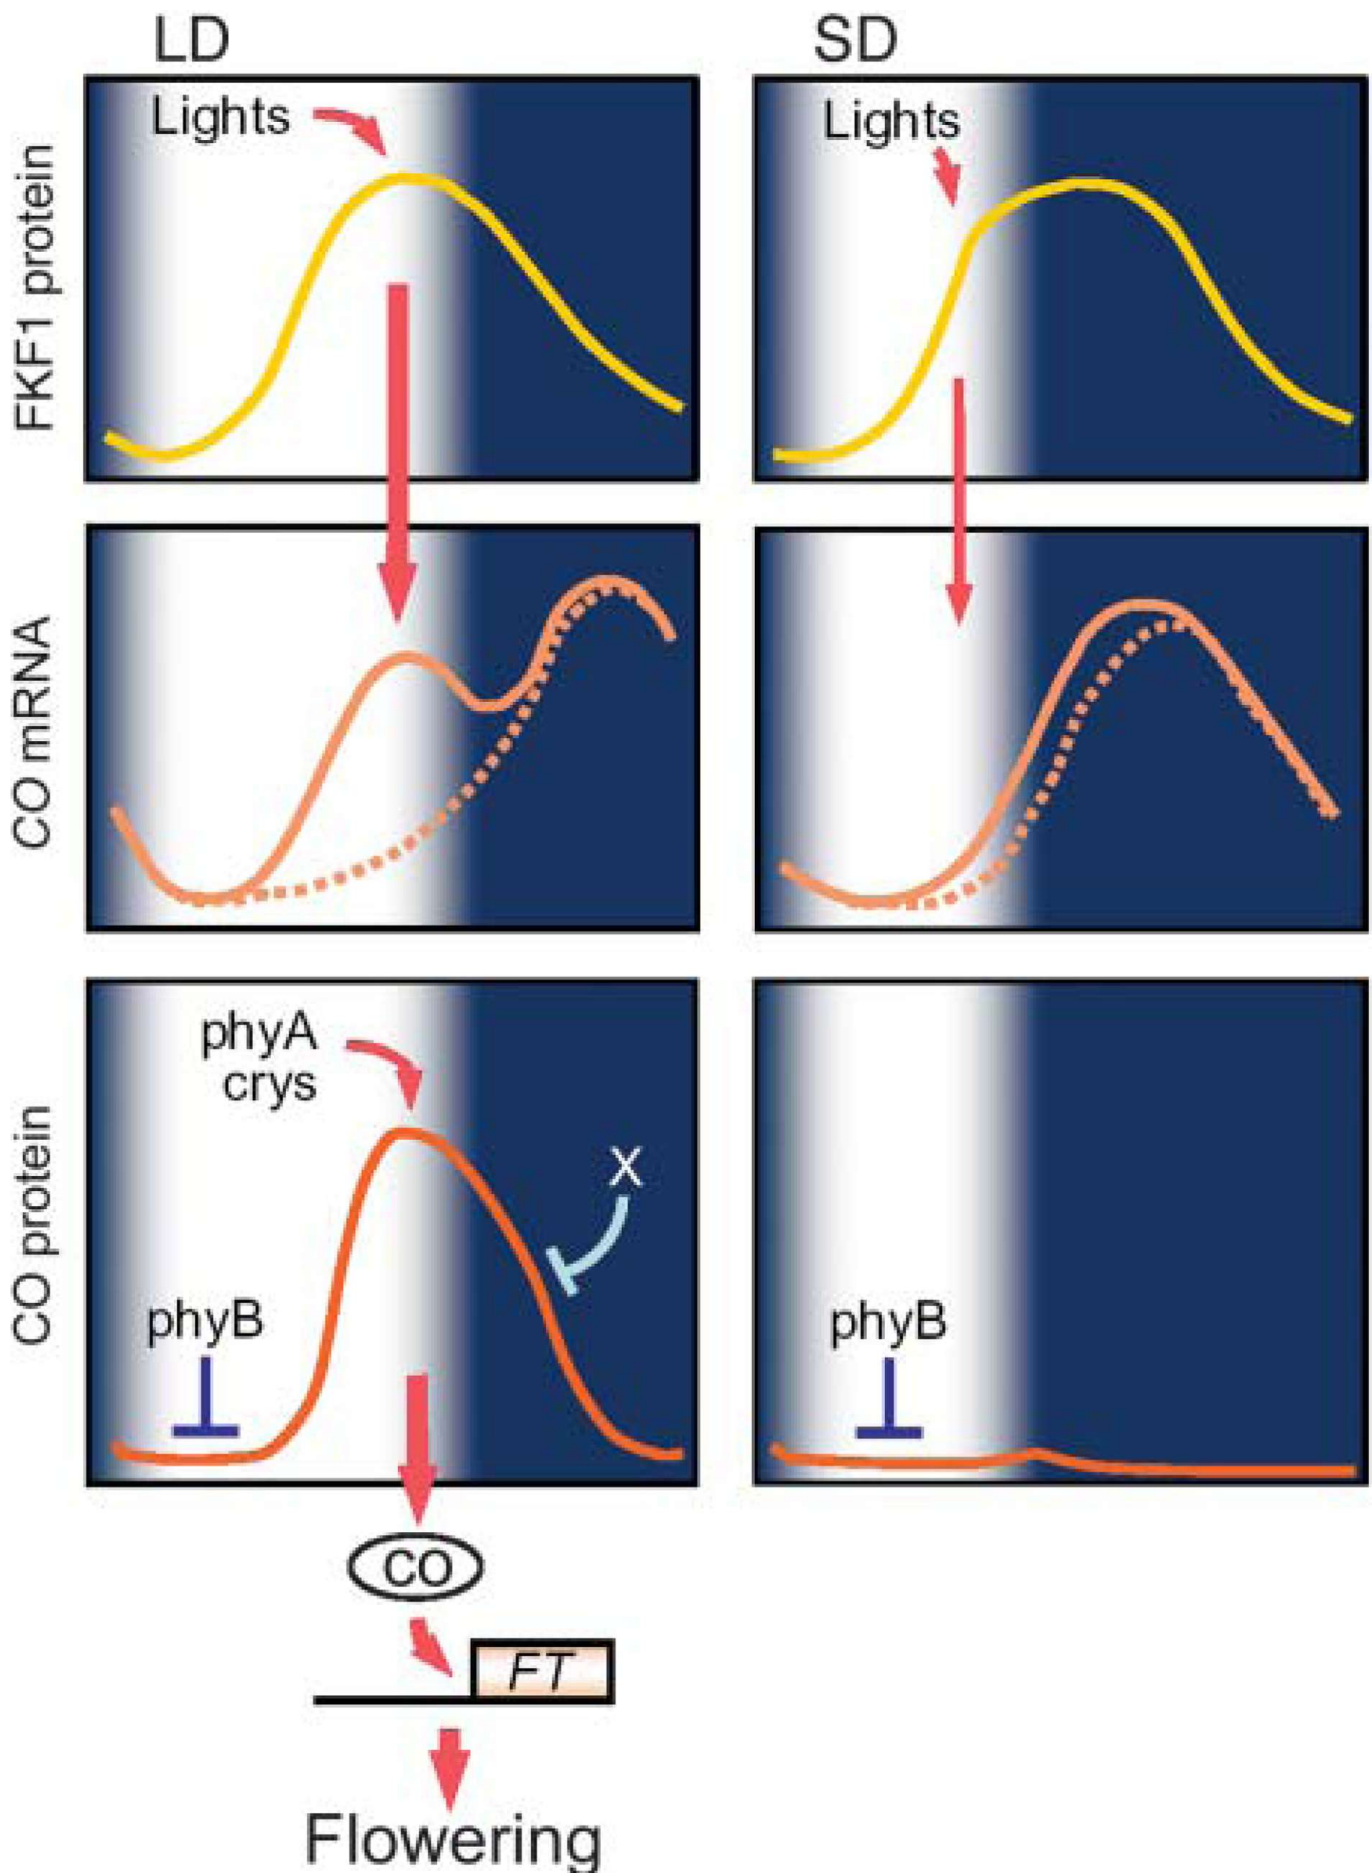 LD
SD
FKF1 protein
Lights
Lights
CO mRNA
CO protein
phyA
crys
X
phyB
phyB
CO
FT
Flowering